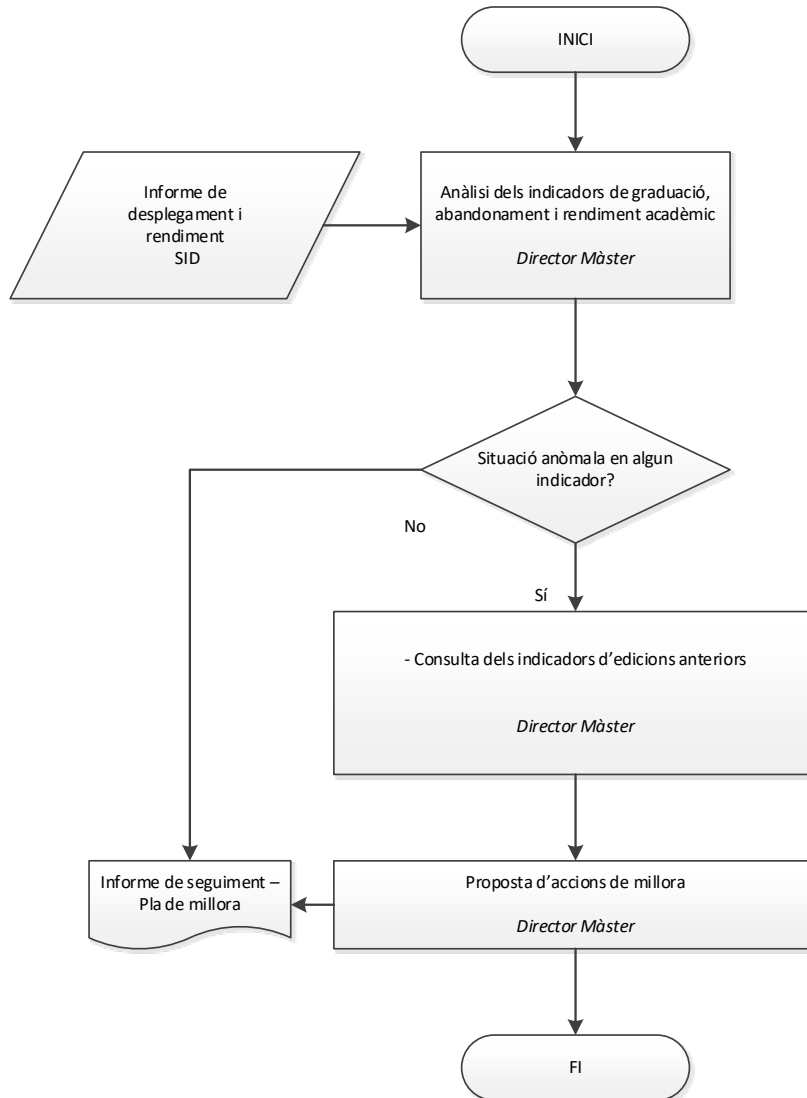 INICI
Informe de
desplegament i
rendiment
SID
Anàlisi dels indicadors de graduació,
abandonament i rendiment acadèmic
Director Màster
Situació anòmala en algun
indicador?
No
Sí
- Consulta dels indicadors d’edicions anteriors
Director Màster
Informe de seguiment –
Pla de millora
Proposta d’accions de millora
Director Màster
FI